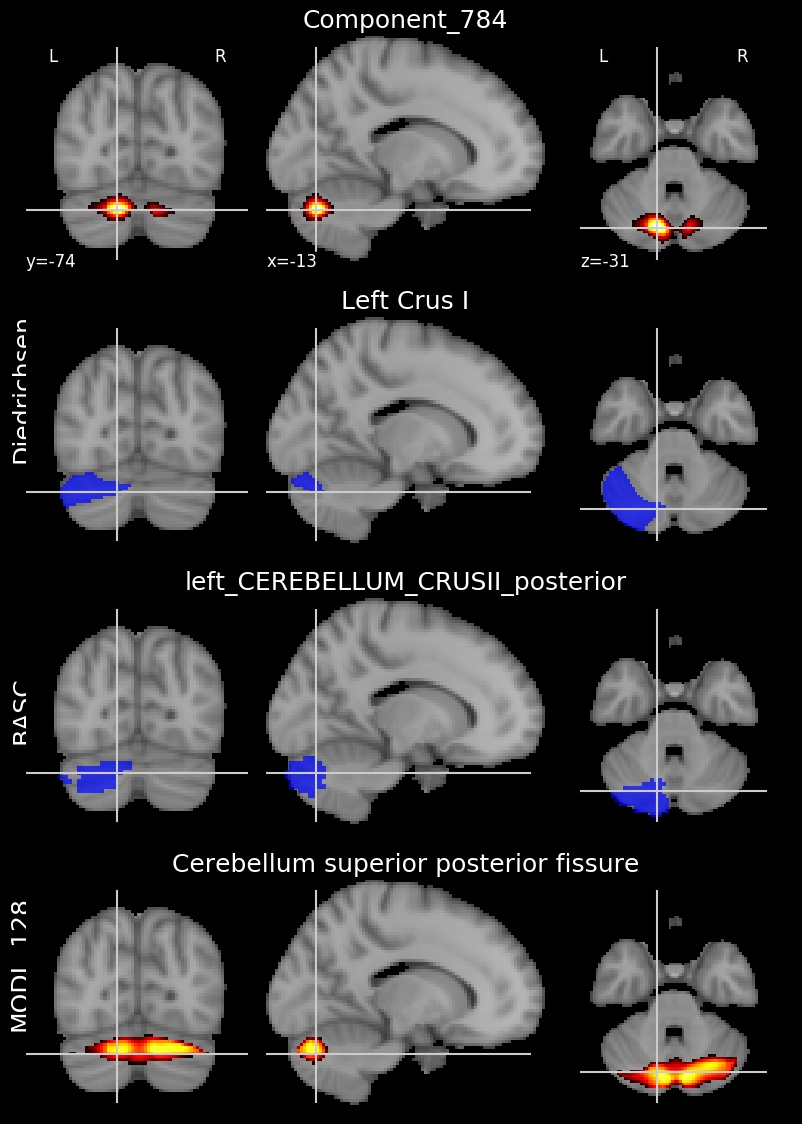 Component_784
L R L R
y=-74 x=-13 z=-31
Left Crus I
Diedrichsen
left_CEREBELLUM_CRUSII_posterior
BASC
Cerebellum superior posterior fissure
MODL 128